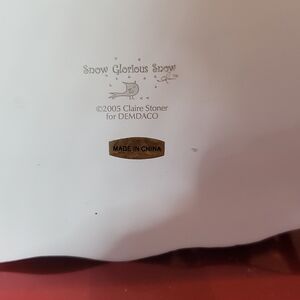 Snow Glorious Snow
©2005 Claire Stoner
for DEMDACO
MADE IN CHINA